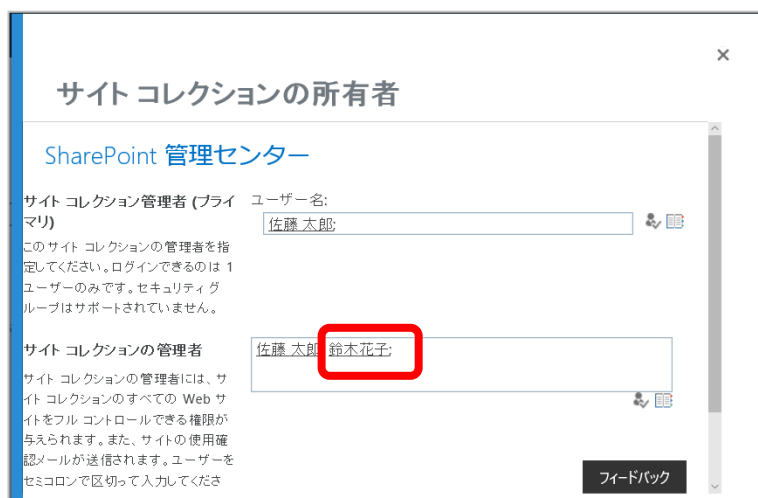 サイト コレクションの所有者
SharePoint 管理センター
サイト コレクション管理者 (プライ
マリ)
このサイト コレクションの管理者を指
定してください。ログインできるのは 1
ユーザーのみです。セキュリティ グ
ループはサポートされていません。
ユーザー名:
佐藤 太郎;
サイト コレクションの管理者
サイト コレクションの管理者には、サ
イト コレクションのすべての Web サ
イトをフル コントロールできる権限が
与えられます。また、サイトの使用確
認メールが送信されます。ユーザーを
セミコロンで区切って入力してくださ
佐藤 太郎 鈴木花子;
フィードバック